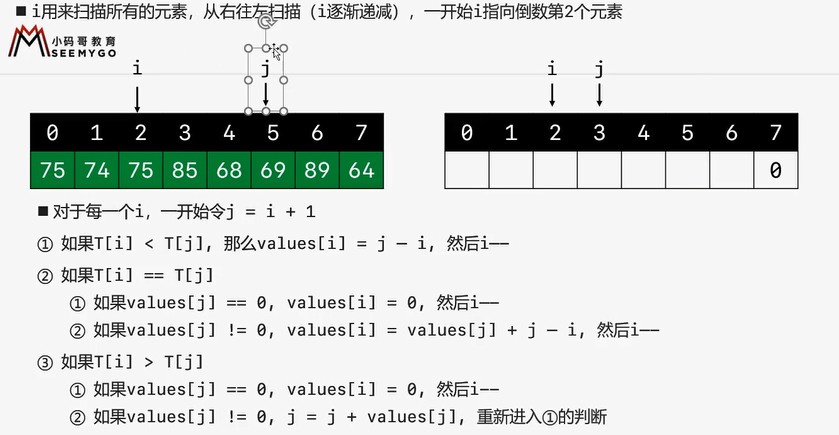 ■ i用来扫描所有的元素，从右往左扫描（i逐渐递减），一开始i指向倒数第2个元素
小码哥教育
SEEMYGO
i j i j
0 1 2 3 4 5 6 7 0 1 2 3 4 5 6 7
75 74 75 85 68 69 89 64 0
■ 对于每一个i，一开始令j = i + 1
① 如果T[i] < T[j]，那么values[i] = j – i，然后i––
② 如果T[i] == T[j]
① 如果values[j] == 0，values[i] = 0，然后i––
② 如果values[j] != 0，values[i] = values[j] + j – i，然后i––
③ 如果T[i] > T[j]
① 如果values[j] == 0，values[i] = 0，然后i––
② 如果values[j] != 0，j = j + values[j]，重新进入①的判断